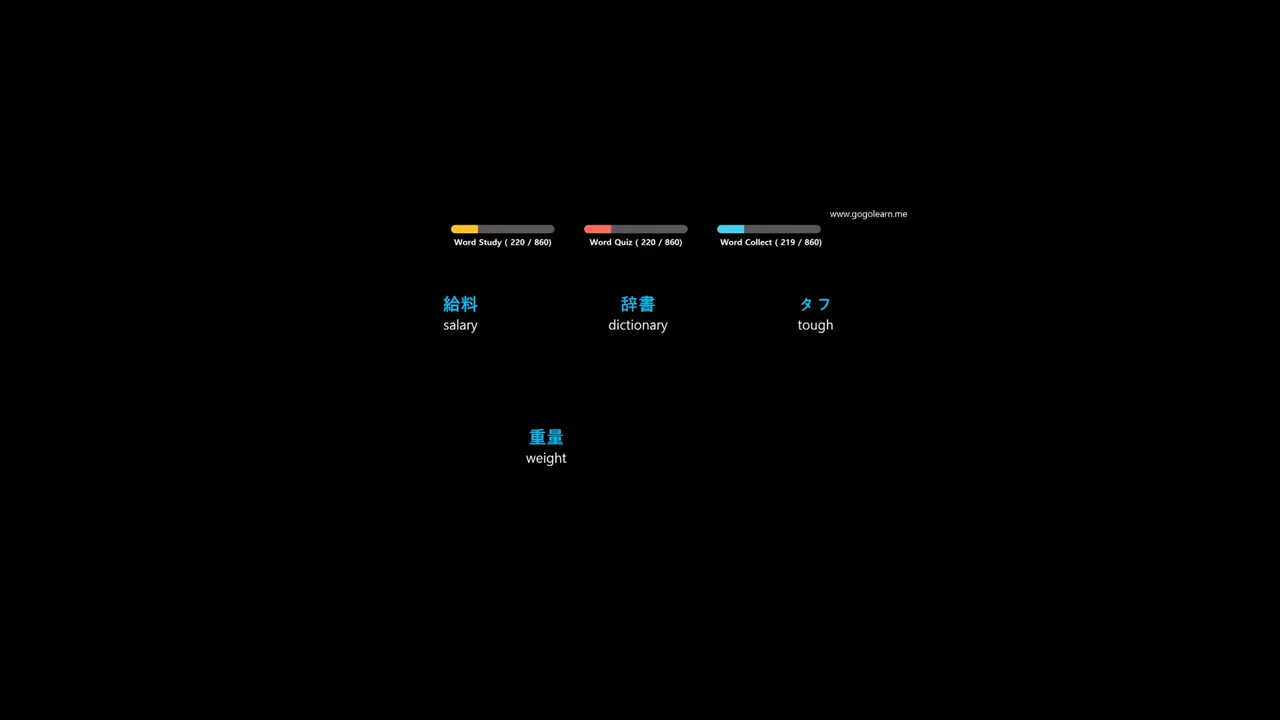 www.gogolearn.me
Word Study ( 220 / 860) Word Quiz ( 220 / 860) Word Collect ( 219 / 860)
給料 辞書 タフ
salary dictionary tough
重量
weight